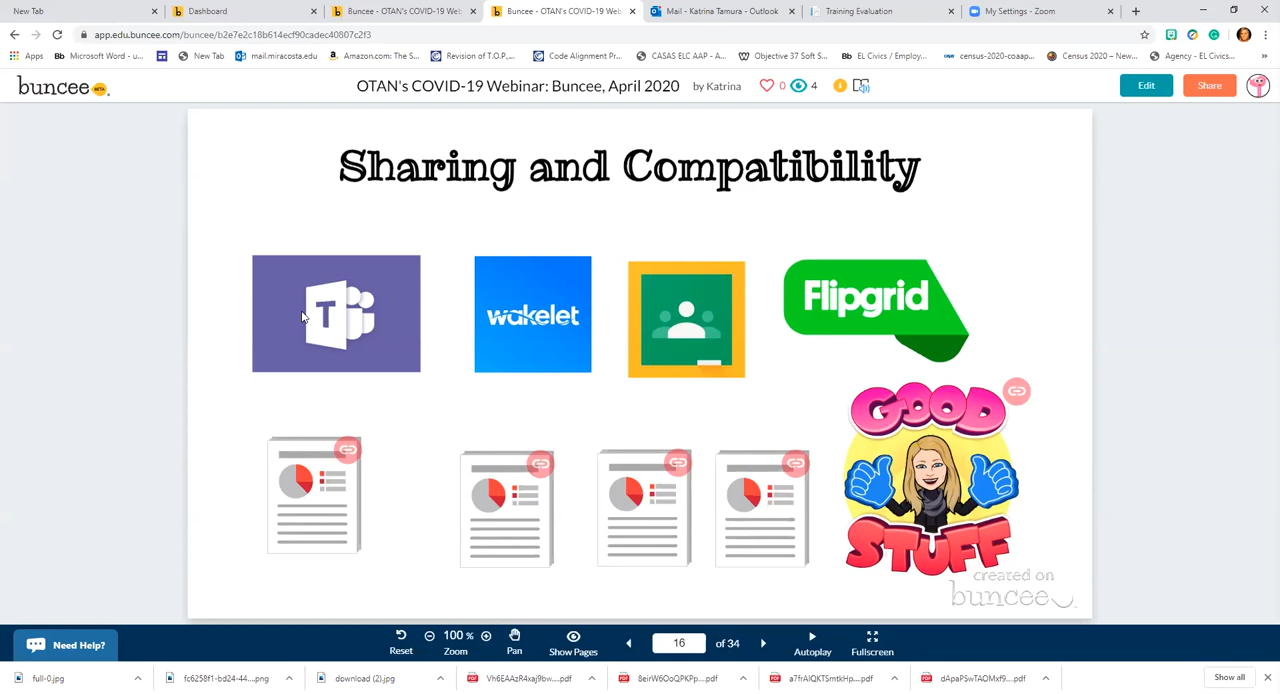 New Tab
Dashboard
Buncee - OTAN's COVID-19 Web
Buncee - OTAN's COVID-19 Web
Mail - Katrina Tamura - Outlook
Training Evaluation
My Settings - Zoom
app.edu.buncee.com/buncee/b2e7e2c18b614ecf90cadec40807c2f3
Apps
Bb Microsoft Word - u...
New Tab
mail.miracosta.edu
Amazon.com: The S...
Revision of T.O.P.,...
Code Alignment Pr...
CASAS ELC AAP - A...
Objective 37 Soft S...
Bb EL Civics / Employ...
census-2020-coaap...
Census 2020 – New...
Agency - EL Civics...
»
buncee BETA
OTAN's COVID-19 Webinar: Buncee, April 2020
by Katrina
0
4
Edit
Share
Sharing and Compatibility
T
wakelet
Flipgrid
GOOD
STUFF
created on
buncee
Need Help?
Reset
100 %
Zoom
Pan
Show Pages
16
of 34
Autoplay
Fullscreen
full-0.jpg
fc6258f1-bd24-44....png
download (2).jpg
Vh6EAAzR4xaj9bw....pdf
8eirW6OoQPKPp....pdf
a7frAlQKTSmtkHp....pdf
dApaPSwTAOMxf9....pdf
Show all